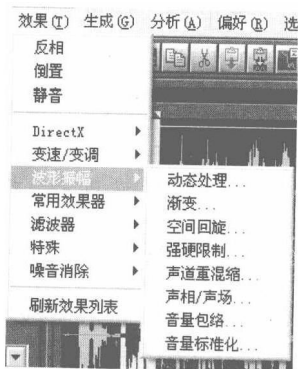 效果(T) 生成(G) 分析(A) 偏好(R) 选
反相
倒置
静音
DirectX
变速/变调
波形振幅
常用效果器
滤波器
特殊
噪音消除
刷新效果列表
动态处理...
渐变...
空间回旋...
强硬限制...
声道重混缩...
声相/声场...
音量包络...
音量标准化...